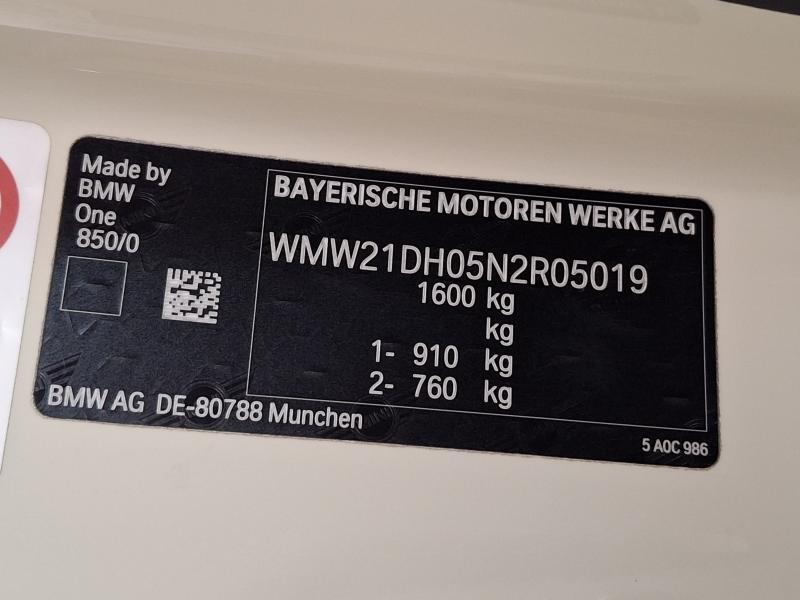 Made by
BMW
One
850/0
BAYERISCHE MOTOREN WERKE AG
WMW21DH05N2R05019
1600 kg
kg
1- 910 kg
2- 760 kg
BMW AG DE-80788 Munchen
5 A0C 986